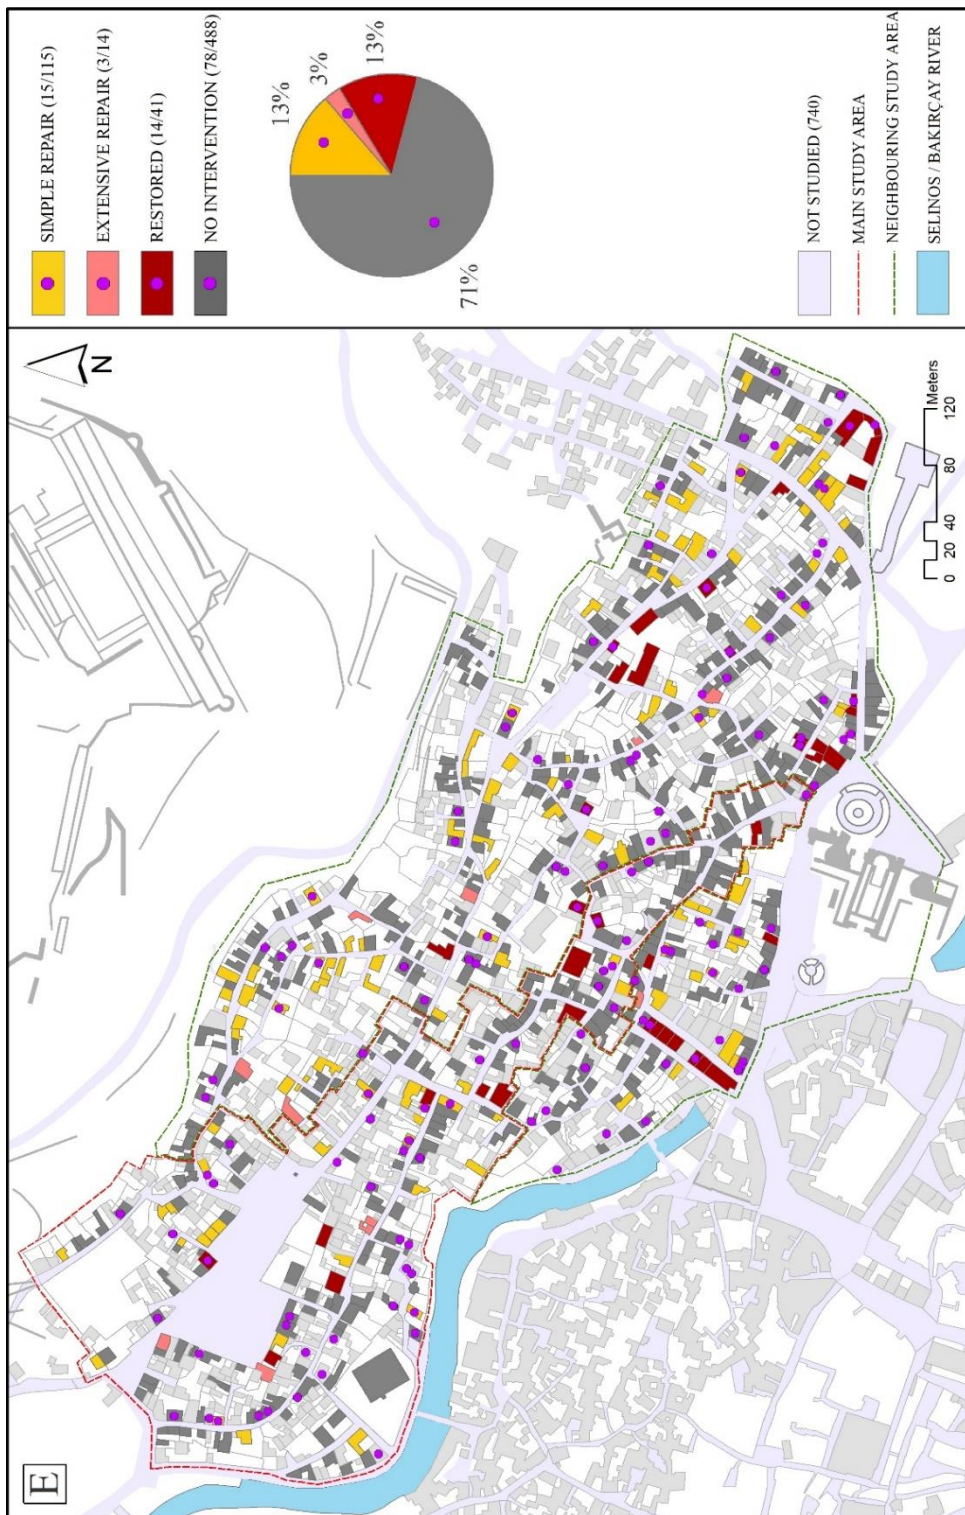 E
N
0 20 40 80 120
Meters
SIMPLE REPAIR (15/115)
EXTENSIVE REPAIR (3/14)
RESTORED (14/41)
NO INTERVENTION (78/488)
13%
3%
13%
71%
NOT STUDIED (740)
MAIN STUDY AREA
NEIGHBOURING STUDY AREA
SELINOS / BAKIRÇAY RIVER